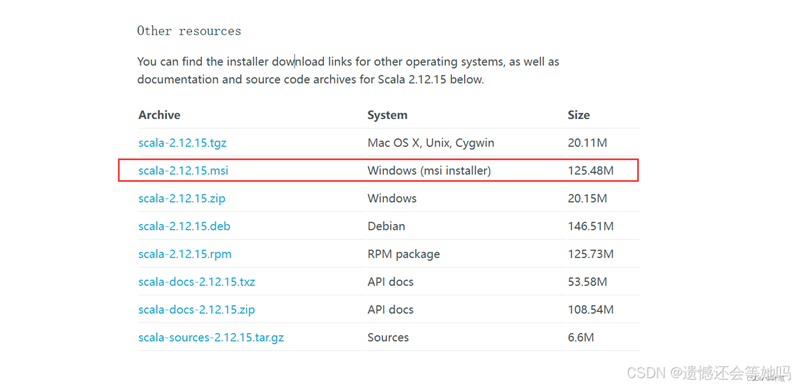 Other resources
You can find the installer download links for other operating systems, as well as
documentation and source code archives for Scala 2.12.15 below.
Archive System Size
scala-2.12.15.tgz Mac OS X, Unix, Cygwin 20.11M
scala-2.12.15.msi Windows (msi installer) 125.48M
scala-2.12.15.zip Windows 20.15M
scala-2.12.15.deb Debian 146.51M
scala-2.12.15.rpm RPM package 125.73M
scala-docs-2.12.15.txz API docs 53.58M
scala-docs-2.12.15.zip API docs 108.54M
scala-sources-2.12.15.tar.gz Sources 6.6M
CSDN @遗憾还会等她吗